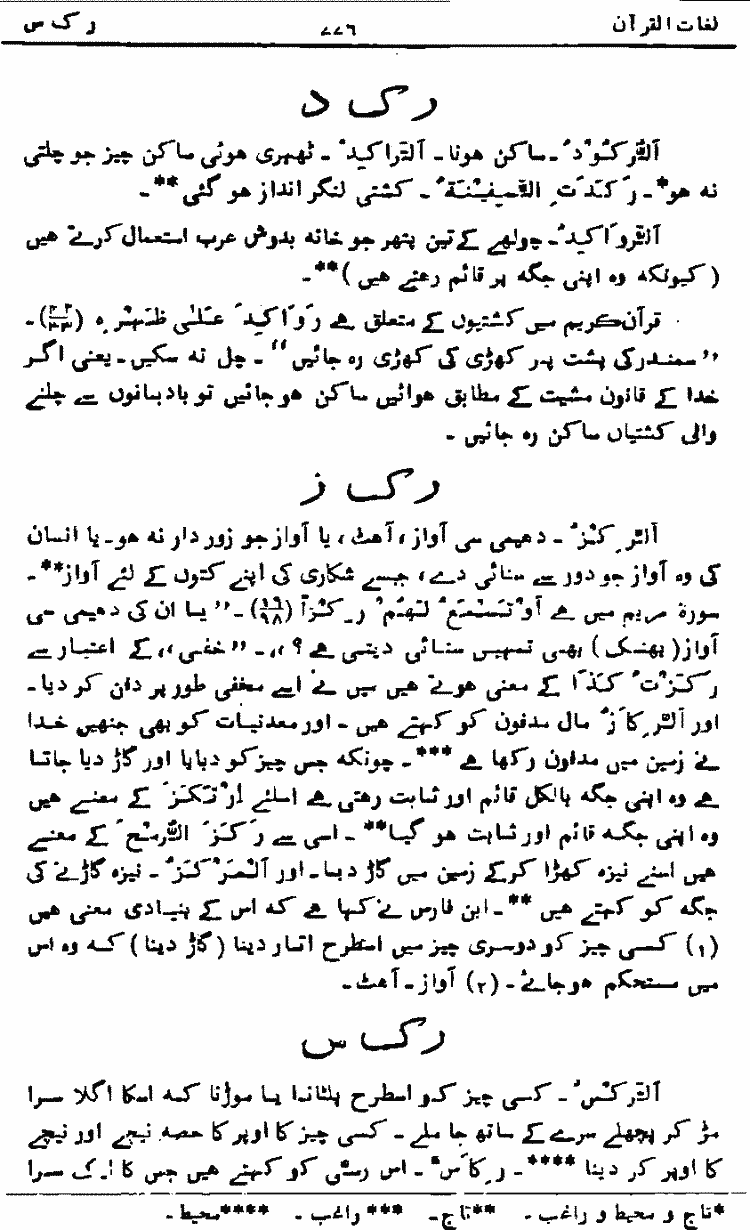 لغات القرآن ۷۷۶ ر ک س
ر ک د
اَلرُّکُوْدُ۔ ساکن ہونا۔ اَلرَّاکِدُ۔ ٹھہری ہوئی ساکن چیز جو چلتی
نہ ہو*۔ رَکَدَتِ السَّفِیْنَۃُ۔ کشتی لنگر انداز ہو گئی**۔
اَلرَّوَاکِدُ۔ چولھے کے تین پتھر جو خانہ بدوش عرب استعمال کرتے ہیں
(کیونکہ وہ اپنی جگہ پر قائم رہتے ہیں)**۔
قرآن کریم میں کشتیوں کے متعلق ہے رَوَاکِدَ عَلٰی ظَہْرِہٖ (۴۲/۳۳)۔
”سمندر کی پشت پر کھڑی کی کھڑی رہ جائیں“۔ چل نہ سکیں۔ یعنی اگر
خدا کے قانون مشیت کے مطابق ہوائیں ساکن ہو جائیں تو بادبانوں سے چلنے
والی کشتیاں ساکن رہ جائیں۔
ر ک ز
اَلرِّکْزُ۔ دھیمی سی آواز، آہٹ، یا آواز جو زور دار نہ ہو۔ یا انسان
کی وہ آواز جو دور سے سنائی دے، جیسے شکاری کی اپنے کتوں کے لئے آواز**۔
سورۃ مریم میں ہے اَوْ تَسْمَعُ لَہُمْ رِکْزاً (۱۹/۹۸)۔ ”یا ان کی دھیمی سی
آواز (بھنک) بھی تمہیں سنائی دیتی ہے؟“۔ ”خفی“ کے اعتبار سے
رَکَزْتُ کَذَا کے معنی ہوتے ہیں میں نے اسے مخفی طور پر دفن کر دیا۔
اور اَلرِّکَازُ مال مدفون کو کہتے ہیں۔ اور معدنیات کو بھی جنہیں خدا
نے زمین میں مدفون رکھا ہے***۔ چونکہ جس چیز کو دبایا اور گاڑ دیا جاتا
ہے وہ اپنی جگہ بالکل قائم اور ثابت رہتی ہے اسلئے اِرْتَکَزَ کے معنے ہیں
وہ اپنی جگہ قائم اور ثابت ہو گیا**۔ اسی سے رَکَزَ الرُّمْحَ کے معنے
ہیں اسنے نیزہ کھڑا کرکے زمین میں گاڑ دیا۔ اور اَلْمَرْکَزُ۔ نیزہ گاڑنے کی
جگہ کو کہتے ہیں**۔ ابن فارس نے کہا ہے کہ اس کے بنیادی معنی ہیں
(۱) کسی چیز کو دوسری چیز میں اسطرح اتار دینا (گاڑ دینا) کہ وہ اس
میں مستحکم ہو جائے۔ (۲) آواز۔ آہٹ۔
ر ک س
اَلرَّکْسُ۔ کسی چیز کو اسطرح پلٹانا یا موڑنا کہ اسکا اگلا سرا
مڑ کر پچھلے سرے کے ساتھ جا ملے۔ کسی چیز کا اوپر کا حصہ نیچے اور نیچے
کا اوپر کر دینا****۔ رِکَاسٌ۔ اس رسّی کو کہتے ہیں جس کا ایک سرا
*تاج و محیط و راغب۔ **تاج۔ ***راغب۔ ****محیط۔